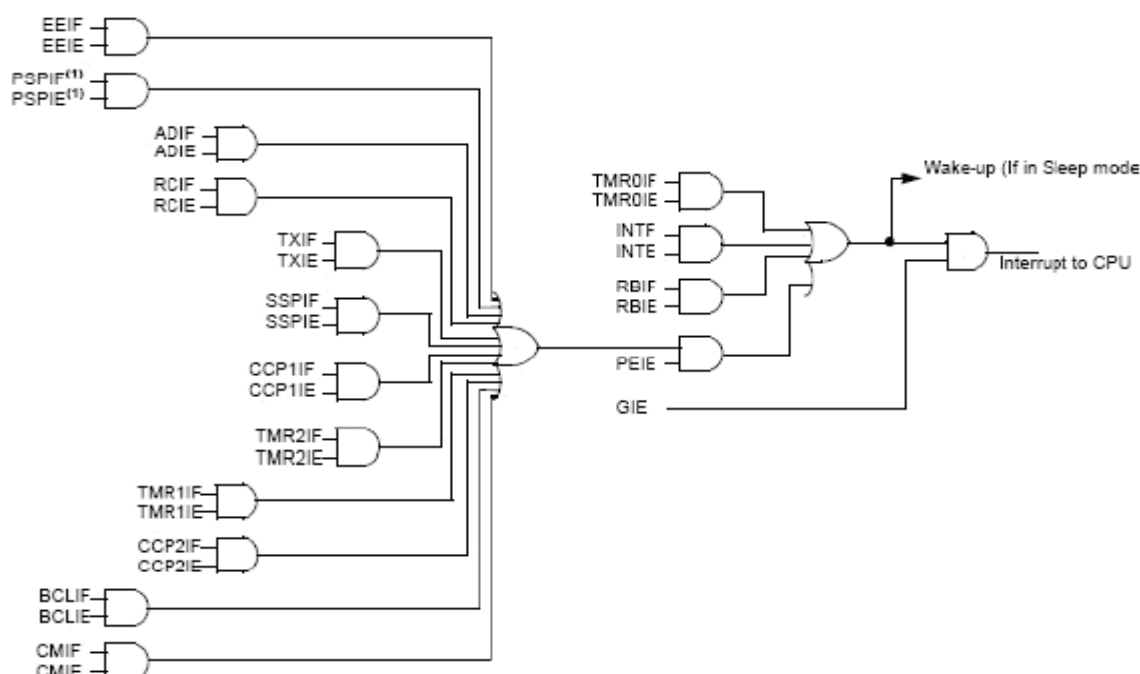 EEIF
EEIE
PSPIF(1)
PSPIE(1)
ADIF
ADIE
RCIF
RCIE
TXIF
TXIE
SSPIF
SSPIE
CCP1IF
CCP1IE
TMR2IF
TMR2IE
TMR1IF
TMR1IE
CCP2IF
CCP2IE
BCLIF
BCLIE
CMIF
CMIE
TMR0IF
TMR0IE
INTF
INTE
RBIF
RBIE
PEIE
GIE
Wake-up (If in Sleep mode
Interrupt to CPU